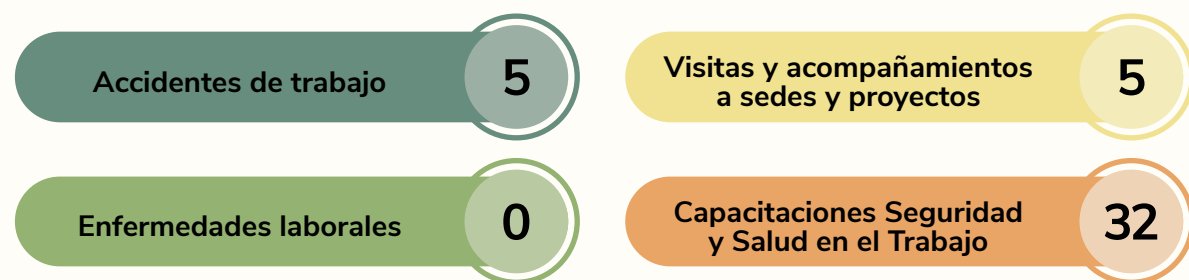 Accidentes de trabajo
5
Visitas y acompañamientos
a sedes y proyectos
5
Enfermedades laborales
0
Capacitaciones Seguridad
y Salud en el Trabajo
32